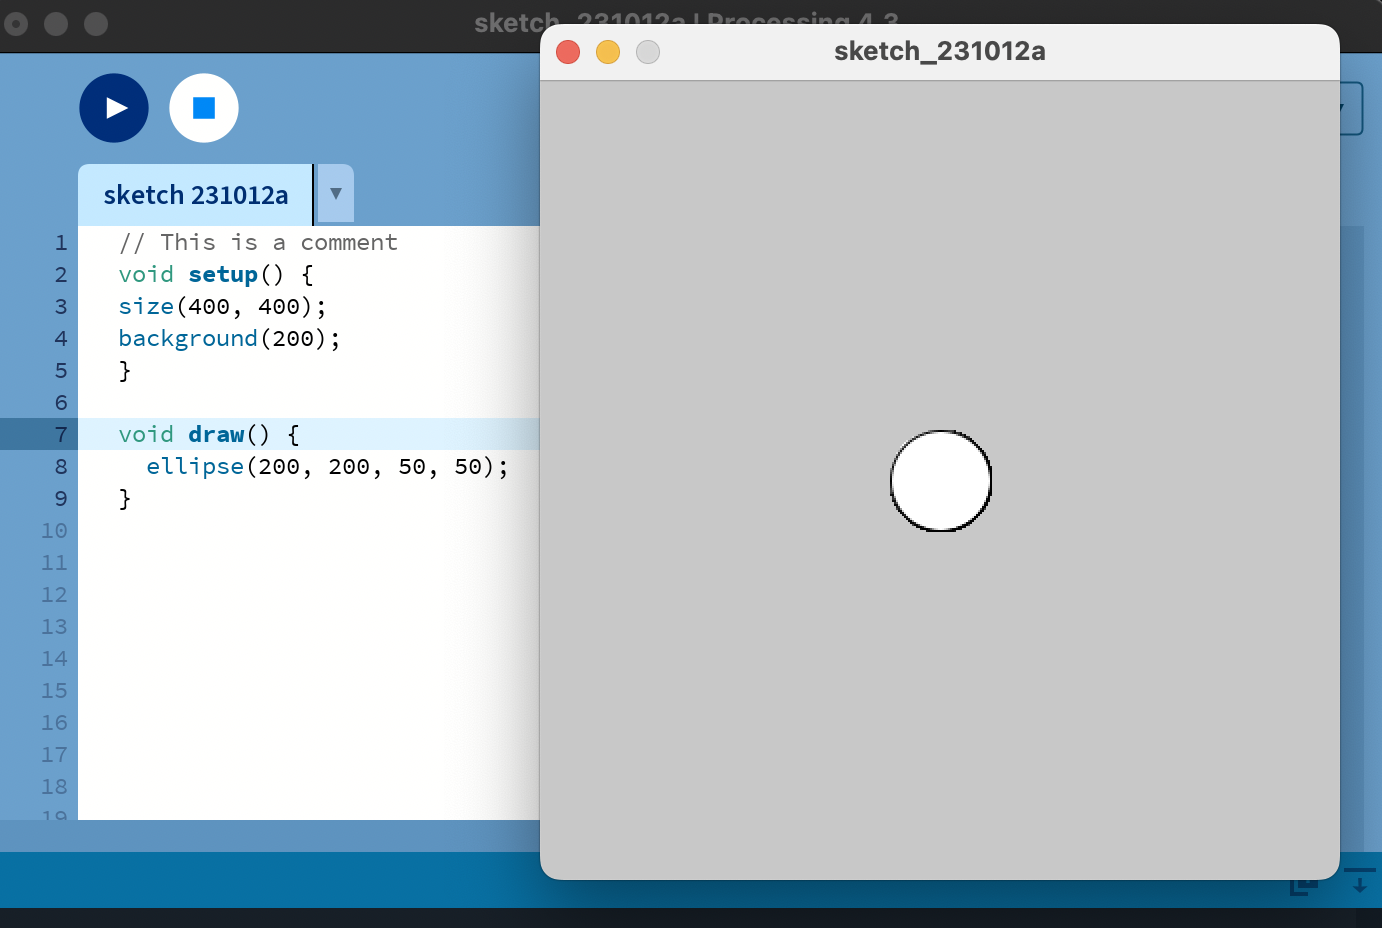 sketch_231012a | Processing 4.3
sketch_231012a
sketch 231012a
1 // This is a comment
2 void setup() {
3 size(400, 400);
4 background(200);
5 }
6
7 void draw() {
8 ellipse(200, 200, 50, 50);
9 }
10
11
12
13
14
15
16
17
18
19